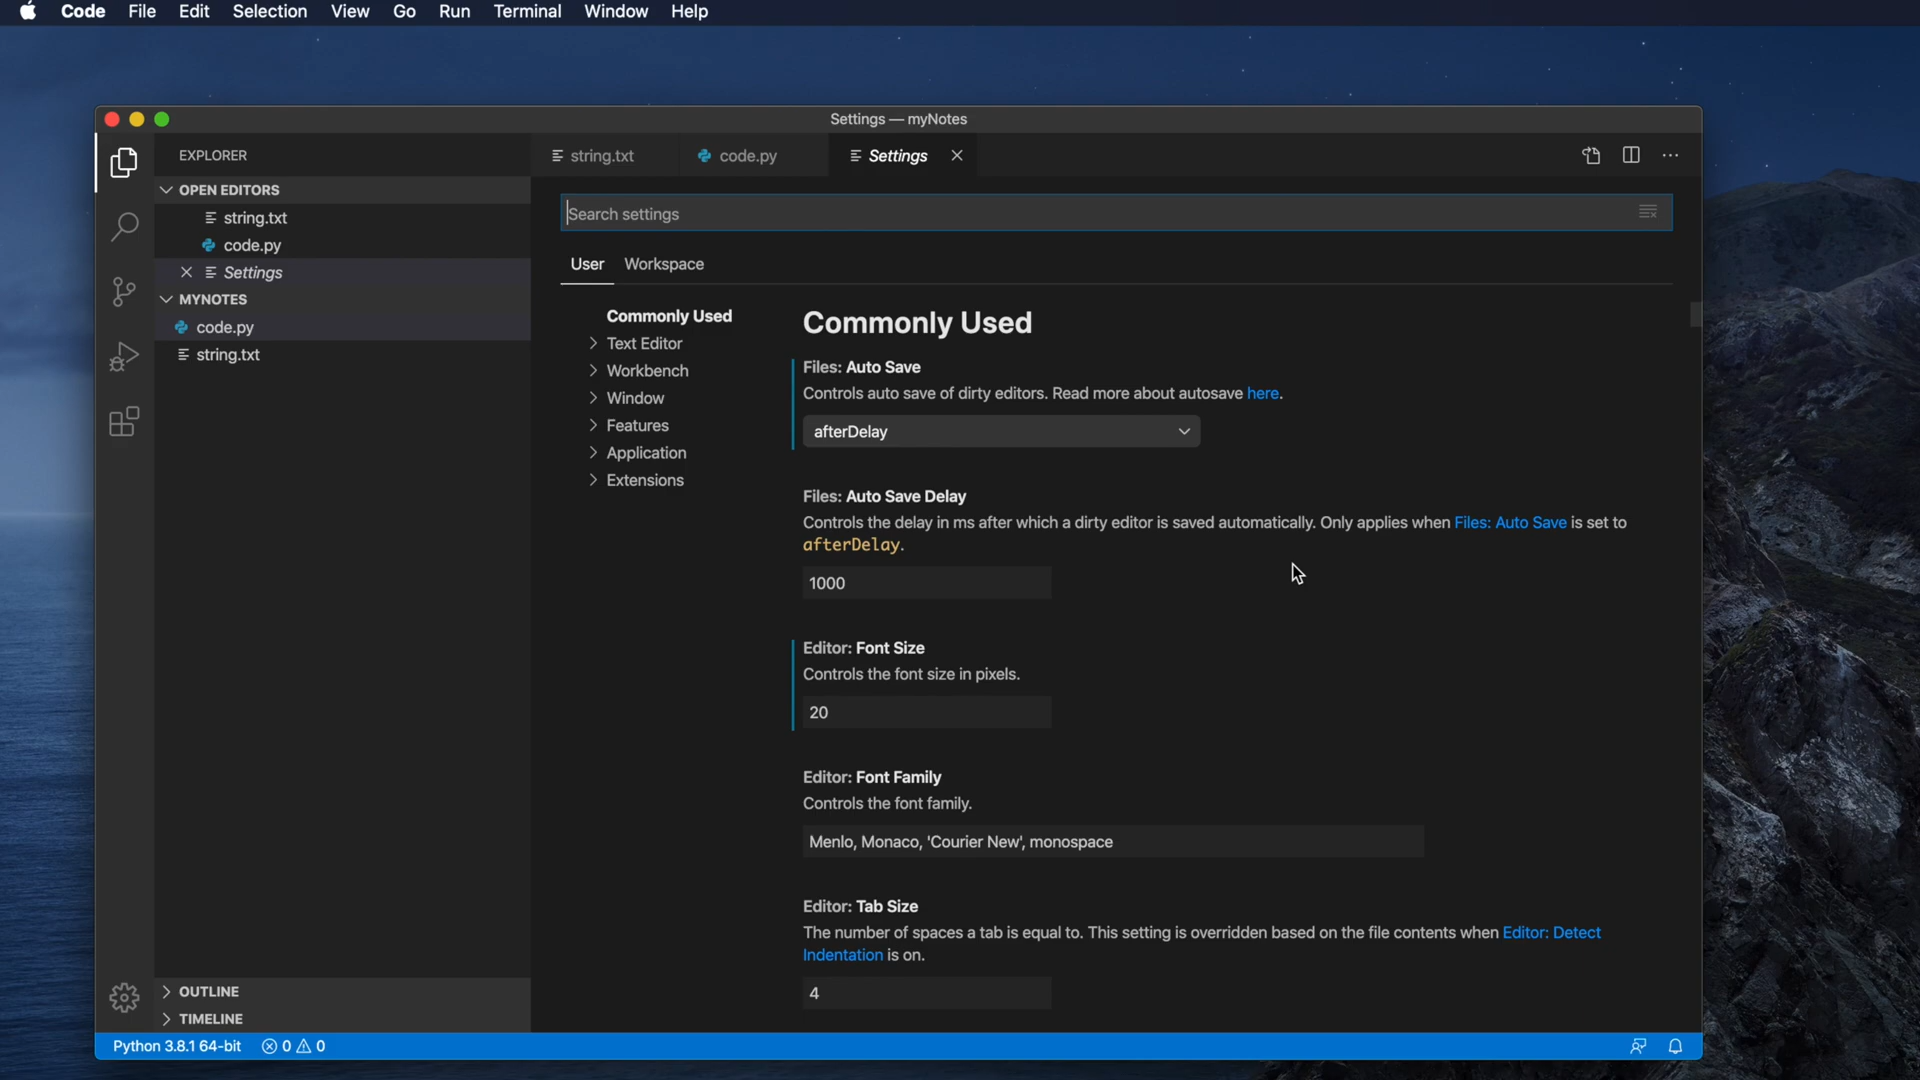 Code File Edit Selection View Go Run Terminal Window Help
Settings — myNotes
EXPLORER
OPEN EDITORS
string.txt
code.py
Settings
MYNOTES
code.py
string.txt
OUTLINE
TIMELINE
string.txt code.py Settings
Search settings
User Workspace
Commonly Used
Text Editor
Workbench
Window
Features
Application
Extensions
Commonly Used
Files: Auto Save
Controls auto save of dirty editors. Read more about autosave here.
afterDelay
Files: Auto Save Delay
Controls the delay in ms after which a dirty editor is saved automatically. Only applies when Files: Auto Save is set to
afterDelay.
1000
Editor: Font Size
Controls the font size in pixels.
20
Editor: Font Family
Controls the font family.
Menlo, Monaco, 'Courier New', monospace
Editor: Tab Size
The number of spaces a tab is equal to. This setting is overridden based on the file contents when Editor: Detect
Indentation is on.
4
Python 3.8.1 64-bit 0 0